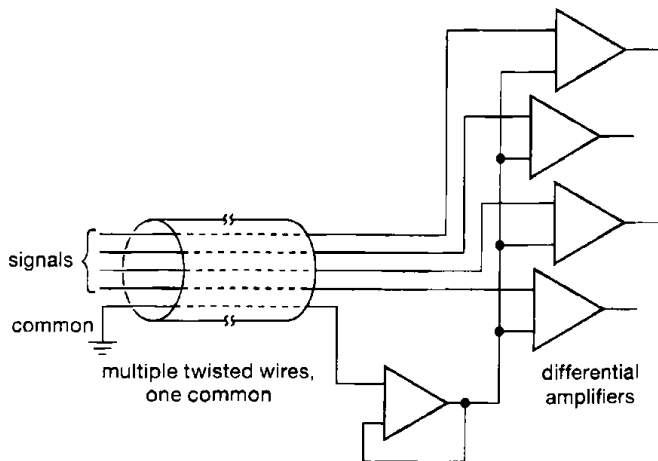 signals
common
multiple twisted wires,
one common
differential
amplifiers